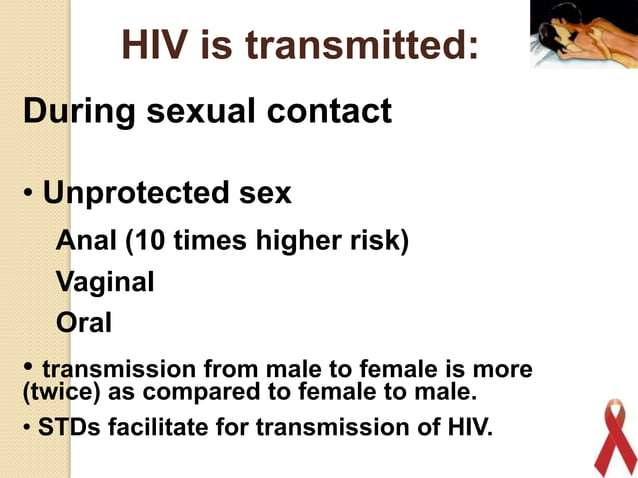 HIV is transmitted:
During sexual contact
• Unprotected sex
Anal (10 times higher risk)
Vaginal
Oral
• transmission from male to female is more
(twice) as compared to female to male.
• STDs facilitate for transmission of HIV.